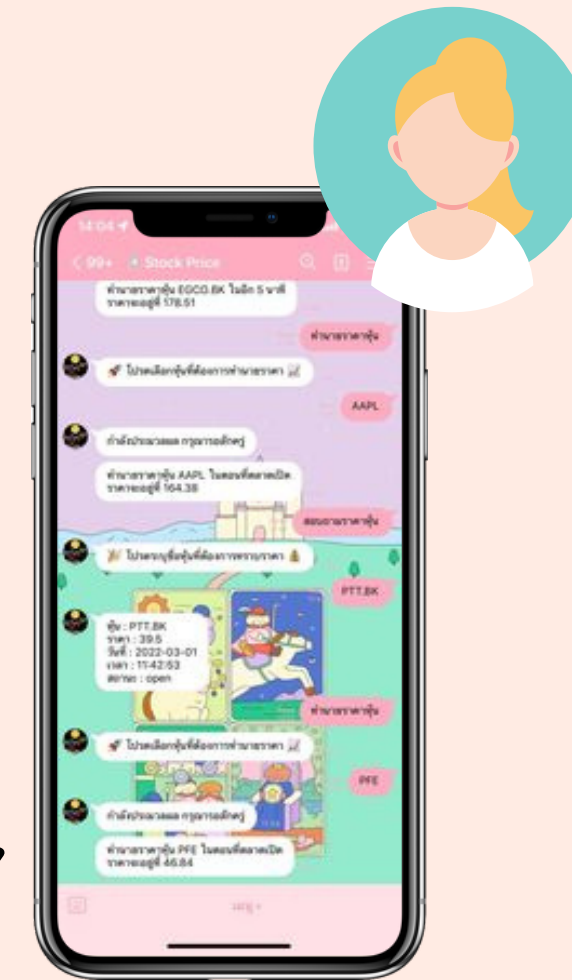 14:04
99+ Stock Price
ทำนายราคาหุ้น EGCO.BK ในอีก 5 นาที
ราคาจะอยู่ที่ 178.51
ทำนายราคาหุ้น
🚀 โปรดเลือกหุ้นที่ต้องการทำนายราคา 📈
AAPL
กำลังประมวลผล กรุณารอสักครู่
ทำนายราคาหุ้น AAPL ในตอนที่ตลาดเปิด
ราคาจะอยู่ที่ 164.38
สอบถามราคาหุ้น
🎉 โปรดระบุชื่อหุ้นที่ต้องการทราบราคา 💰
PTT.BK
หุ้น : PTT.BK
ราคา : 39.5
วันที่ : 2022-03-01
เวลา : 11:42:53
สถานะ : open
ทำนายราคาหุ้น
🚀 โปรดเลือกหุ้นที่ต้องการทำนายราคา 📈
PFE
กำลังประมวลผล กรุณารอสักครู่
ทำนายราคาหุ้น PFE ในตอนที่ตลาดเปิด
ราคาจะอยู่ที่ 46.84
เมนู